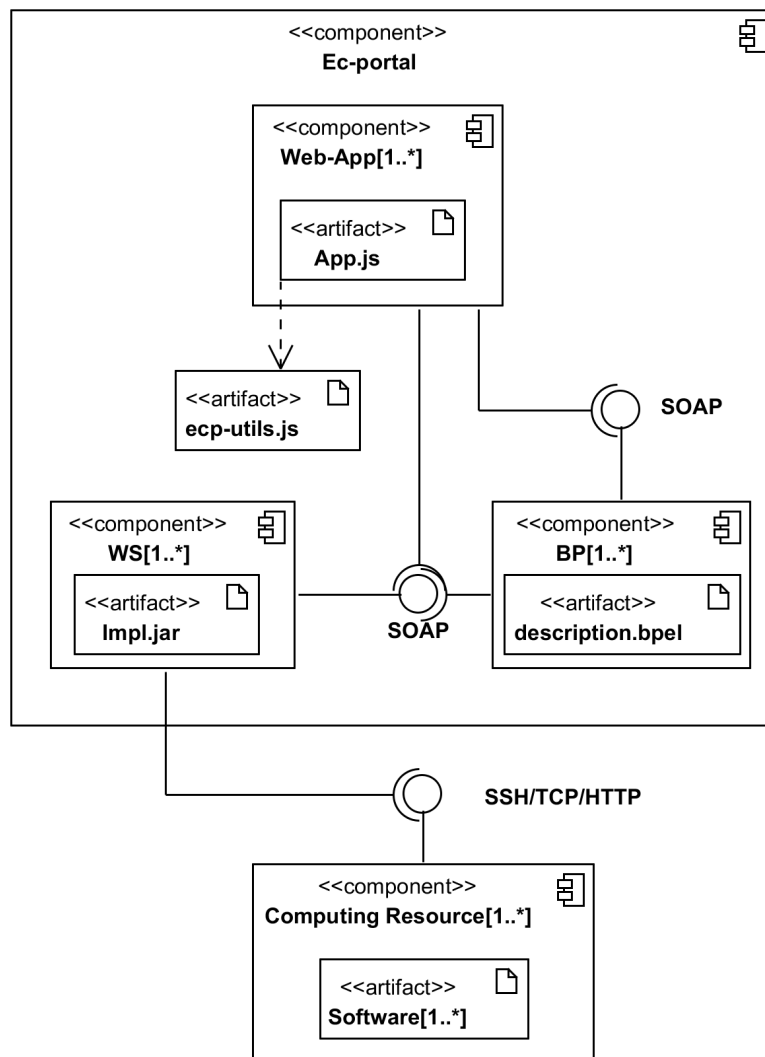 <<component>>
Ec-portal
<<component>>
Web-App[1..*]
<<artifact>>
App.js
<<artifact>>
ecp-utils.js
SOAP
<<component>>
WS[1..*]
<<artifact>>
Impl.jar
SOAP
<<component>>
BP[1..*]
<<artifact>>
description.bpel
SSH/TCP/HTTP
<<component>>
Computing Resource[1..*]
<<artifact>>
Software[1..*]